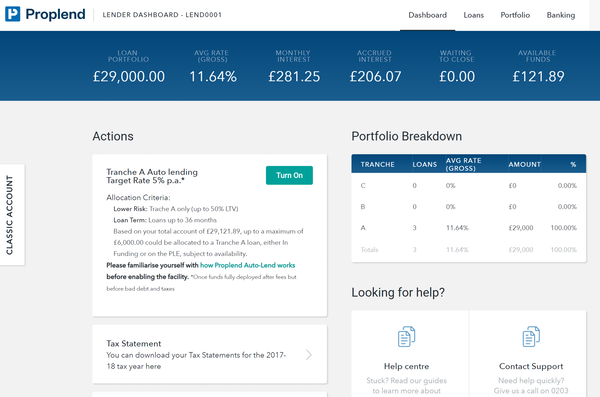 Proplend
LENDER DASHBOARD - LEND0001
Dashboard Loans Portfolio Banking
LOAN PORTFOLIO
£29,000.00
AVG RATE (GROSS)
11.64%
MONTHLY INTEREST
£281.25
ACCRUED INTEREST
£206.07
WAITING TO CLOSE
£0.00
AVAILABLE FUNDS
£121.89
CLASSIC ACCOUNT
Actions
Tranche A Auto lending
Target Rate 5% p.a.*
Turn On
Allocation Criteria:
Lower Risk: Trache A only (up to 50% LTV)
Loan Term: Loans up to 36 months
Based on your total account of £29,121.89, up to a maximum of
£6,000.00 could be allocated to a Tranche A loan, either In
Funding or on the PLE, subject to availability.
Please familiarise yourself with how Proplend Auto-Lend works
before enabling the facility. *Once funds fully deployed after fees but
before bad debt and taxes
Tax Statement
You can download your Tax Statements for the 2017-
18 tax year here
Portfolio Breakdown
TRANCHE LOANS AVG RATE (GROSS) AMOUNT %
C 0 0% £0 0.00%
B 0 0% £0 0.00%
A 3 11.64% £29,000 100.00%
Totals 3 11.64% £29,000 100.00%
Looking for help?
Help centre
Stuck? Read our guides
to learn more about
Contact Support
Need help quickly?
Give us a call on 0203